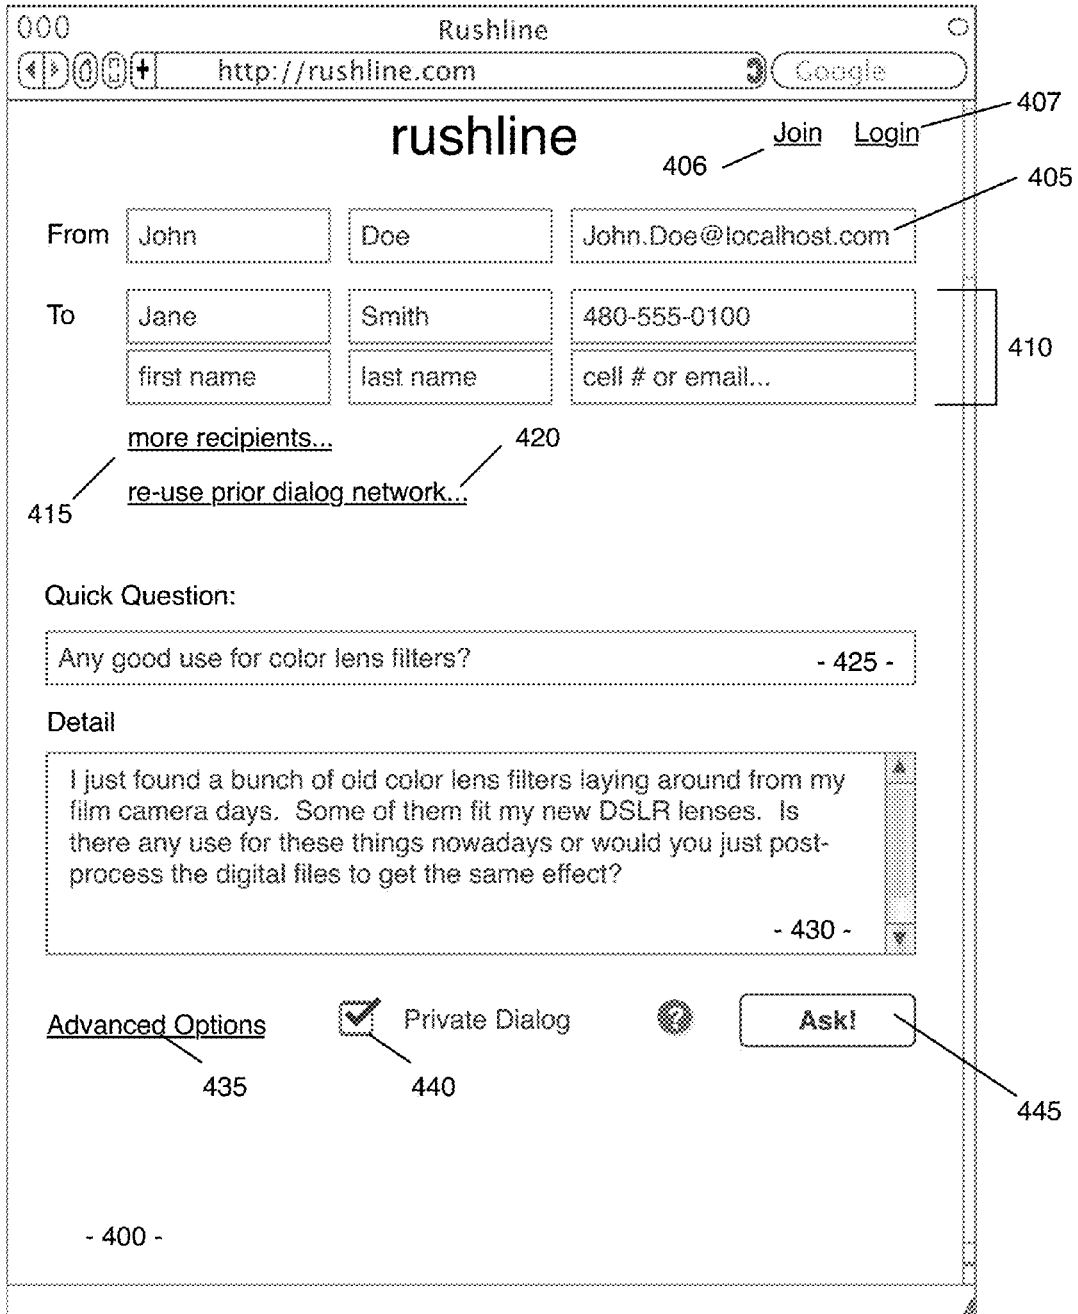 Rushline
http://rushline.com
Google
407
rushline
Join
Login
406
405
From
John
Doe
John.Doe@localhost.com
To
Jane
Smith
480-555-0100
410
first name
last name
cell # or email...
more recipients...
420
re-use prior dialog network...
415
Quick Question:
Any good use for color lens filters?
- 425 -
Detail
I just found a bunch of old color lens filters laying around from my
film camera days.  Some of them fit my new DSLR lenses.  Is
there any use for these things nowadays or would you just post-
process the digital files to get the same effect?
- 430 -
Advanced Options
Private Dialog
?
Ask!
435
440
445
- 400 -